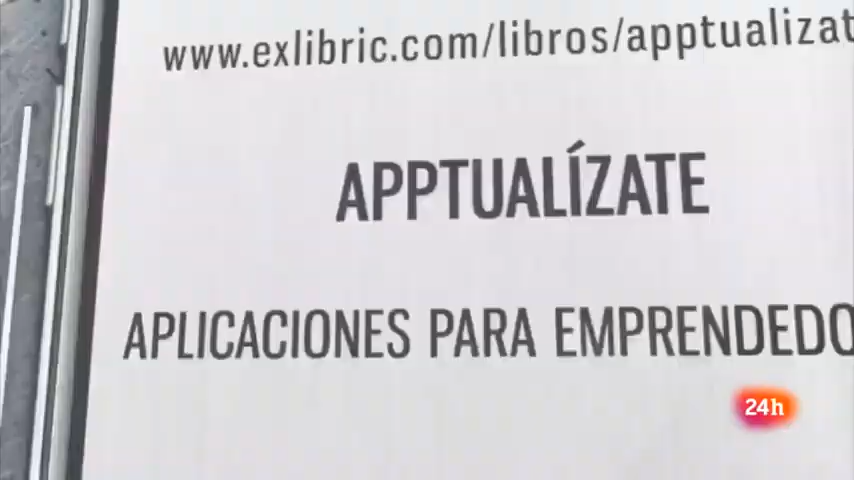 www.exlibric.com/libros/apptualizat
APPTUALÍZATE
APLICACIONES PARA EMPRENDEDO
24h